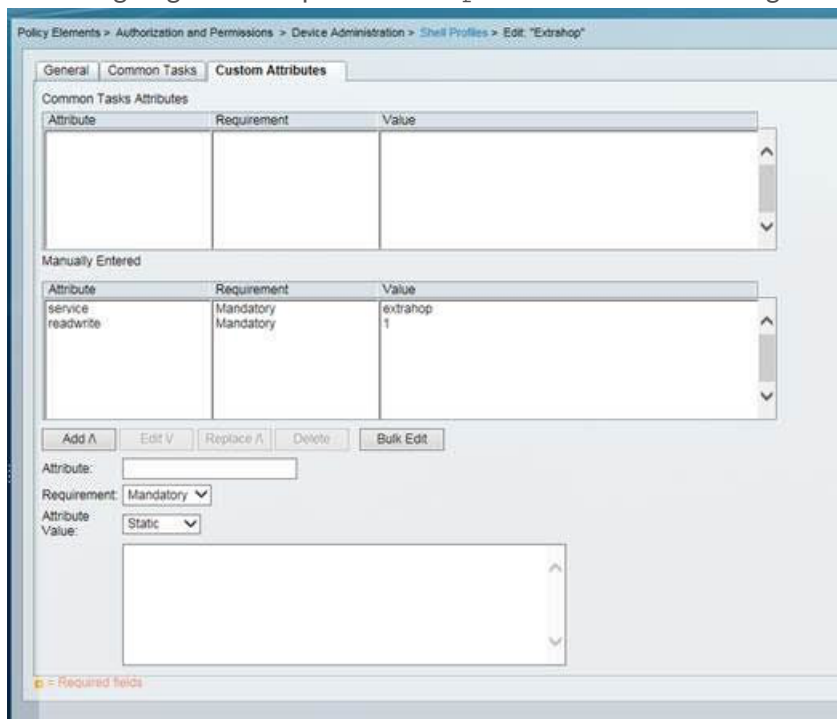 Policy Elements > Authorization and Permissions > Device Administration > Shell Profiles > Edit: "Extrahop"
General Common Tasks Custom Attributes
Common Tasks Attributes
Attribute Requirement Value
Manually Entered
Attribute Requirement Value
service Mandatory extrahop
readwrite Mandatory 1
Add /\ Edit \/ Replace /\ Delete Bulk Edit
Attribute:
Requirement: Mandatory
Attribute
Value: Static
= Required fields